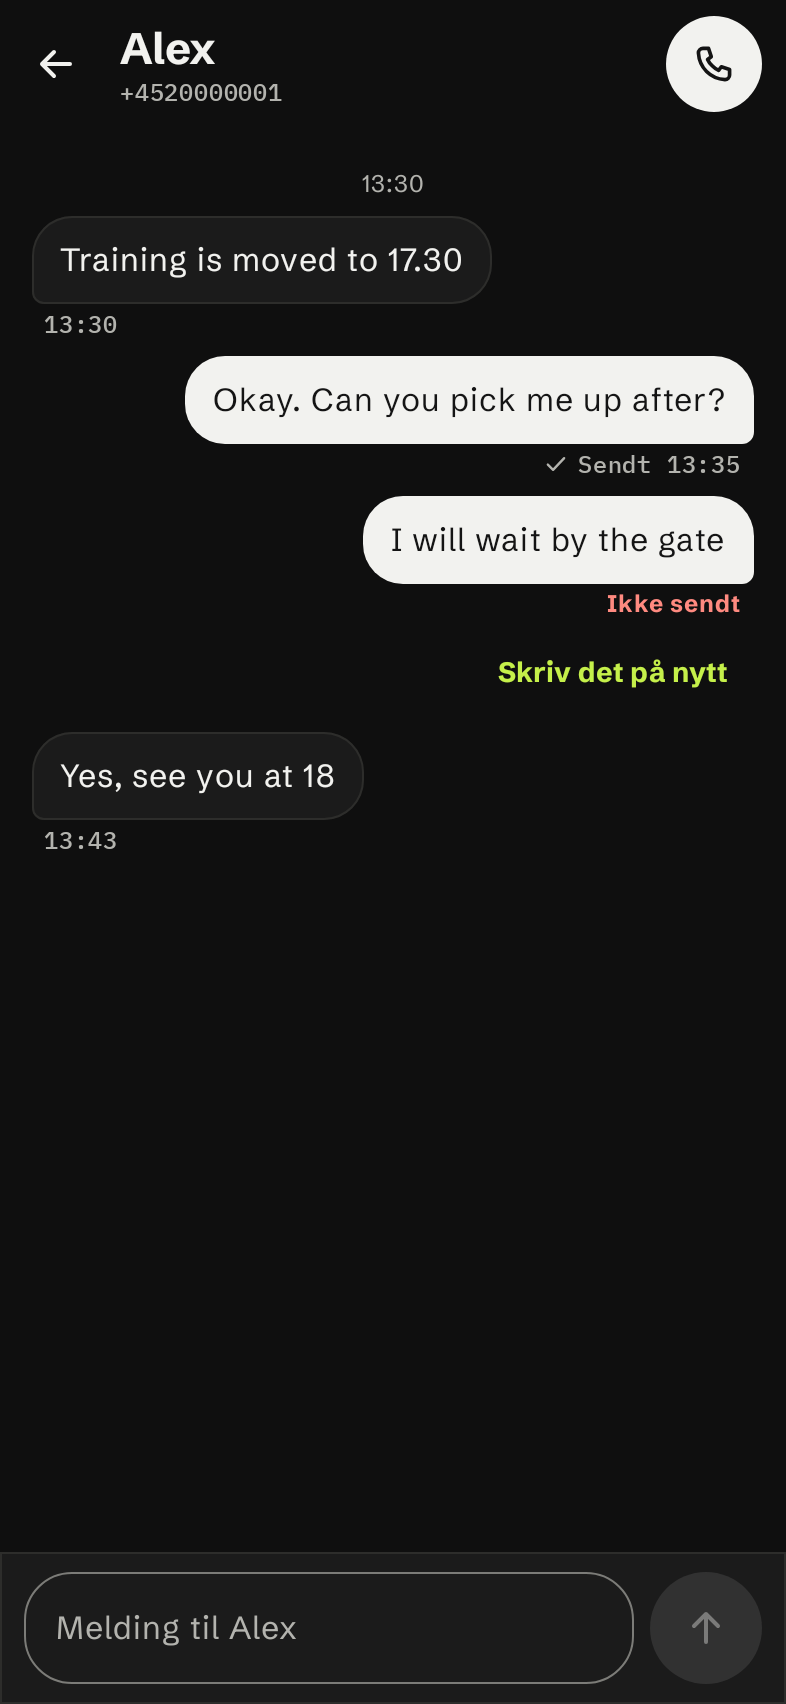 Alex
+4520000001
13:30
Training is moved to 17.30
13:30
Okay. Can you pick me up after?
Sendt 13:35
I will wait by the gate
Ikke sendt
Skriv det på nytt
Yes, see you at 18
13:43
Melding til Alex